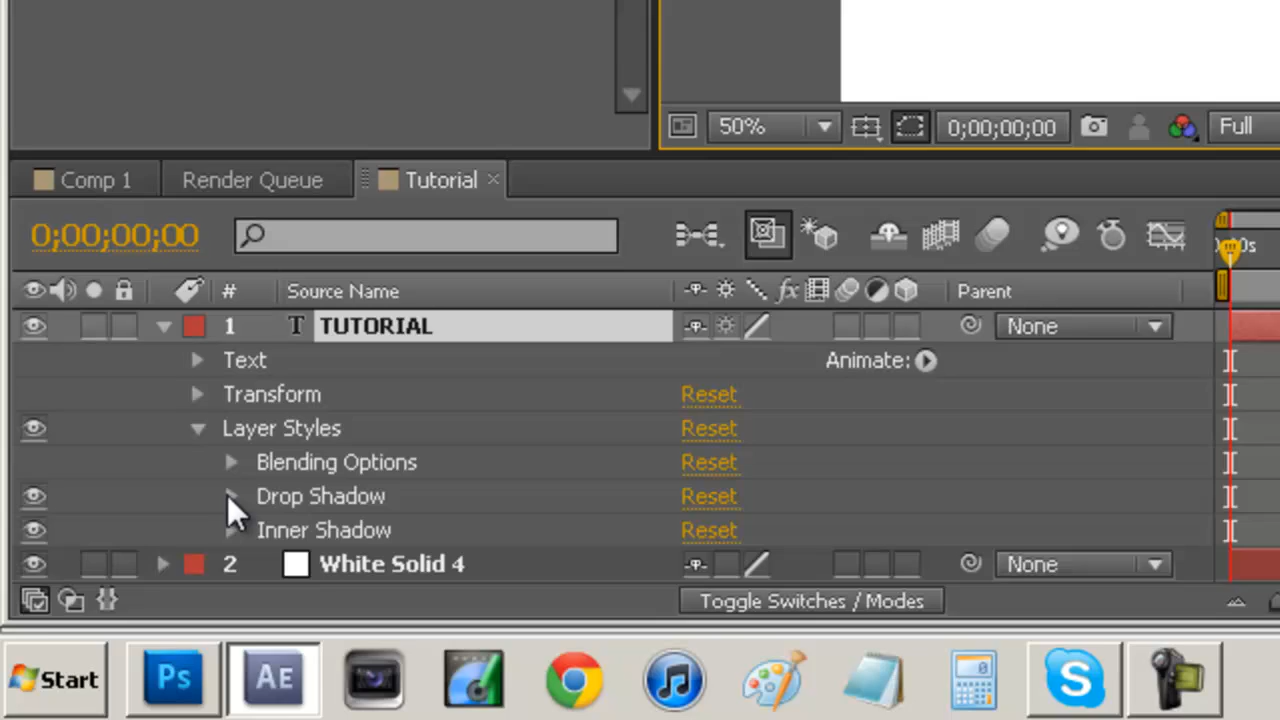 50%
0;00;00;00
Full
Comp 1
Render Queue
Tutorial
0;00;00;00
# Source Name
Parent
1 T TUTORIAL
None
Text
Animate:
Transform
Reset
Layer Styles
Reset
Blending Options
Reset
Drop Shadow
Reset
Inner Shadow
Reset
2 White Solid 4
None
Toggle Switches / Modes
Start
Ps
AE